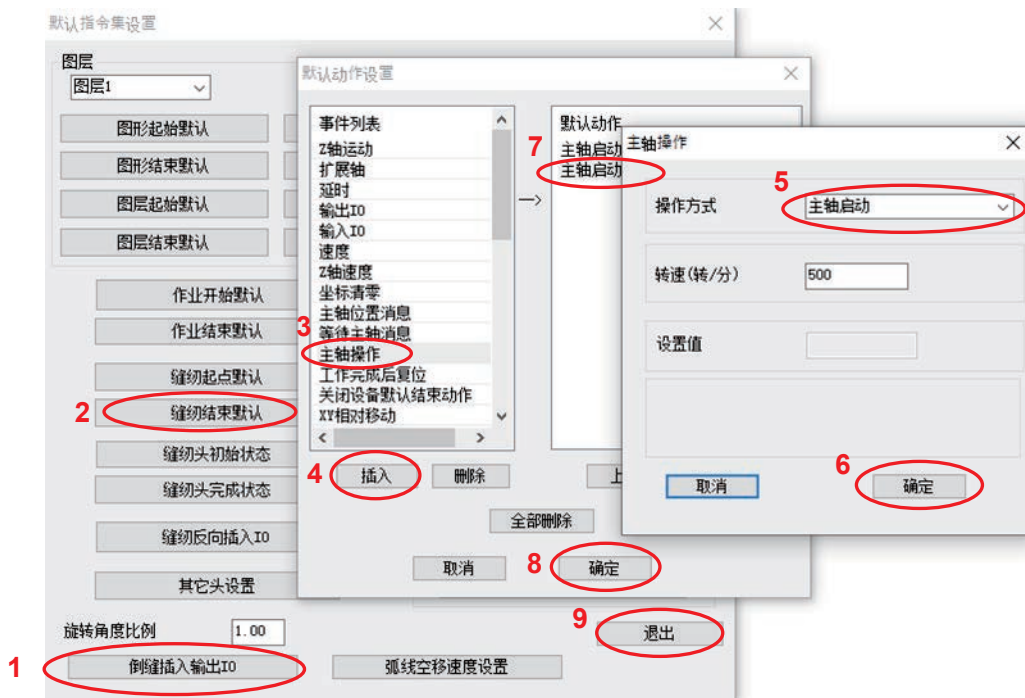 默认指令集设置
图层
图层1
图形起始默认
图形结束默认
图层起始默认
图层结束默认
作业开始默认
作业结束默认
缝纫起点默认
2
缝纫结束默认
缝纫头初始状态
缝纫头完成状态
缝纫反向插入IO
其它头设置
旋转角度比例
1.00
1
倒缝插入输出IO
弧线空移速度设置
9
退出
默认动作设置
事件列表
Z轴运动
扩展轴
延时
输出IO
输入IO
速度
Z轴速度
坐标清零
主轴位置消息
等待主轴消息
3
主轴操作
工作完成后复位
关闭设备默认结束动作
XY相对移动
-->
默认动作
主轴启动
7
主轴启动
4
插入
删除
上
全部删除
取消
8
确定
主轴操作
5
操作方式
主轴启动
转速(转/分)
500
设置值
取消
6
确定